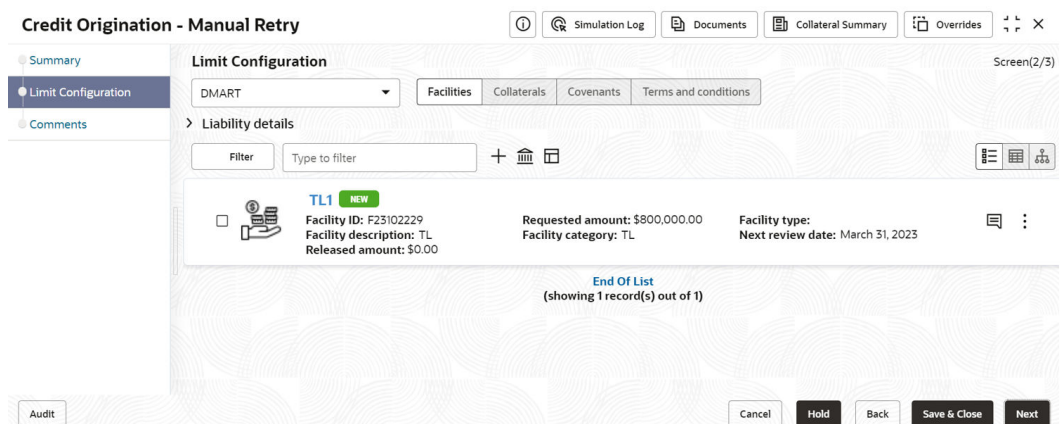 Credit Origination - Manual Retry
Simulation Log
Documents
Collateral Summary
Overrides
Summary
Limit Configuration
Comments
Limit Configuration
Screen(2/3)
DMART
Facilities
Collaterals
Covenants
Terms and conditions
Liability details
Filter
Type to filter
TL1 NEW
Facility ID: F23102229
Facility description: TL
Released amount: $0.00
Requested amount: $800,000.00
Facility category: TL
Facility type:
Next review date: March 31, 2023
End Of List
(showing 1 record(s) out of 1)
Audit
Cancel
Hold
Back
Save & Close
Next